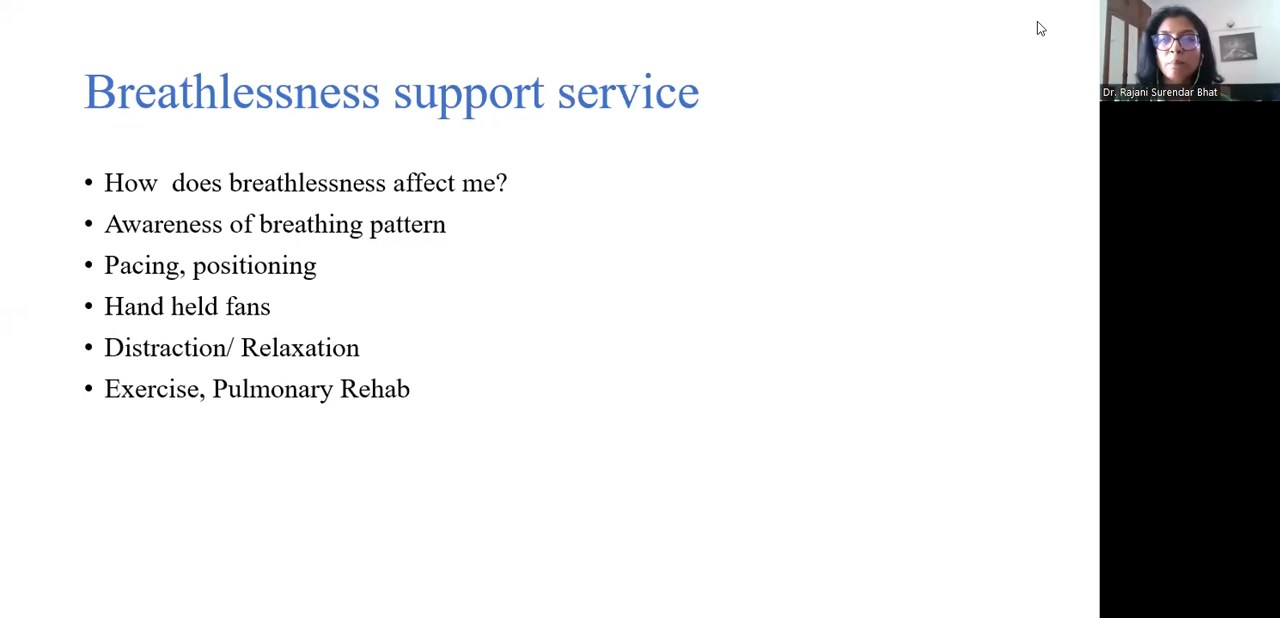 Breathlessness support service
• How  does breathlessness affect me?
• Awareness of breathing pattern
• Pacing, positioning
• Hand held fans
• Distraction/ Relaxation
• Exercise, Pulmonary Rehab
Dr. Rajani Surendar Bhat